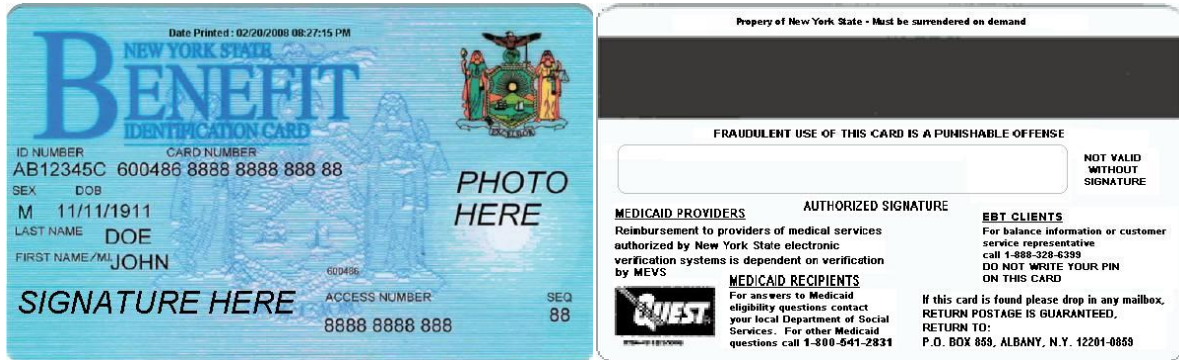 Date Printed : 02/20/2008 08:27:15 PM
NEW YORK STATE
BENEFIT
IDENTIFICATION CARD
ID NUMBER CARD NUMBER
AB12345C 600486 8888 8888 888 88
SEX DOB
M 11/11/1911
LAST NAME DOE
FIRST NAME/M.I. JOHN
PHOTO
HERE
EXCELSIOR
600486
SIGNATURE HERE
ACCESS NUMBER SEQ
8888 8888 888 88
Propery of New York State - Must be surrendered on demand
FRAUDULENT USE OF THIS CARD IS A PUNISHABLE OFFENSE
NOT VALID
WITHOUT
SIGNATURE
AUTHORIZED SIGNATURE
MEDICAID PROVIDERS
Reimbursement to providers of medical services
authorized by New York State electronic
verification systems is dependent on verification
by MEVS
MEDICAID RECIPIENTS
For answers to Medicaid
eligibility questions contact
your local Department of Social
Services. For other Medicaid
questions call 1-800-541-2831
QUEST
EBT CLIENTS
For balance information or customer
service representative
call 1-888-328-6399
DO NOT WRITE YOUR PIN
ON THIS CARD
If this card is found please drop in any mailbox,
RETURN POSTAGE IS GUARANTEED,
RETURN TO:
P.O. BOX 859, ALBANY, N.Y. 12201-0859